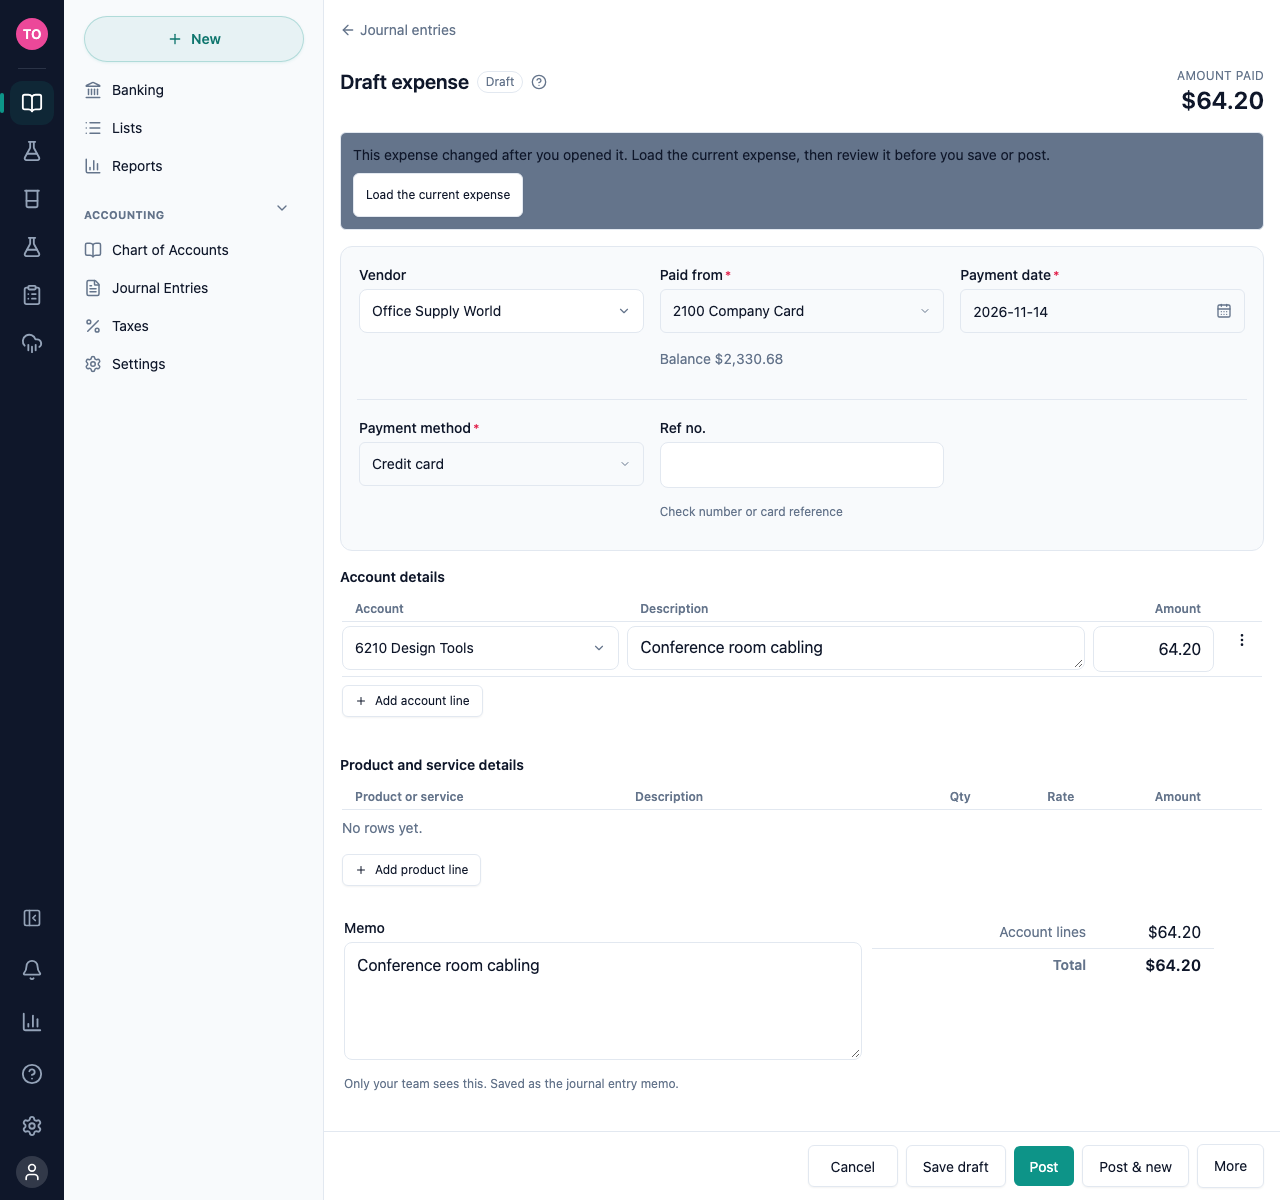 TO
New
Banking
Lists
Reports
ACCOUNTING
Chart of Accounts
Journal Entries
Taxes
Settings
Journal entries
Draft expense Draft
AMOUNT PAID
$64.20
This expense changed after you opened it. Load the current expense, then review it before you save or post.
Load the current expense
Vendor Paid from * Payment date *
Office Supply World 2100 Company Card 2026-11-14
Balance $2,330.68
Payment method * Ref no.
Credit card
Check number or card reference
Account details
Account Description Amount
6210 Design Tools Conference room cabling 64.20
+ Add account line
Product and service details
Product or service Description Qty Rate Amount
No rows yet.
+ Add product line
Memo
Conference room cabling
Account lines $64.20
Total $64.20
Only your team sees this. Saved as the journal entry memo.
Cancel Save draft Post Post & new More